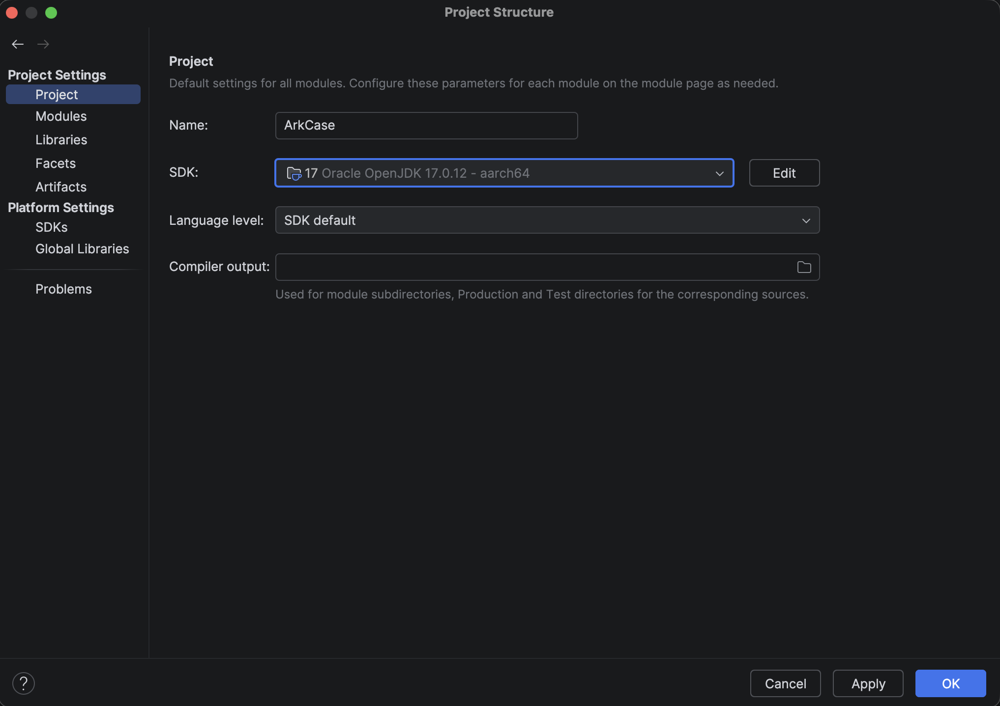 Project Structure
Project Settings
Project
Modules
Libraries
Facets
Artifacts
Platform Settings
SDKs
Global Libraries
Problems
Project
Default settings for all modules. Configure these parameters for each module on the module page as needed.
Name: ArkCase
SDK: 17 Oracle OpenJDK 17.0.12 - aarch64 Edit
Language level: SDK default
Compiler output:
Used for module subdirectories, Production and Test directories for the corresponding sources.
? Cancel Apply OK